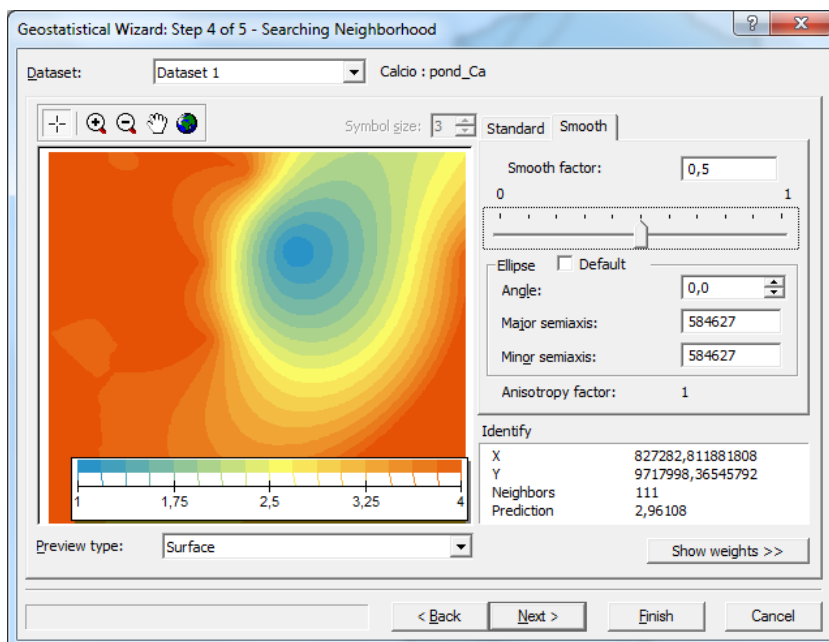 Geostatistical Wizard: Step 4 of 5 - Searching Neighborhood
Dataset: Dataset 1 Calcio : pond_Ca
Symbol size: 3
Standard Smooth
Smooth factor: 0,5
0 1
Ellipse Default
Angle: 0,0
Major semiaxis: 584627
Minor semiaxis: 584627
Anisotropy factor: 1
1 1,75 2,5 3,25 4
Identify
X 827282,811881808
Y 9717998,36545792
Neighbors 111
Prediction 2,96108
Preview type: Surface
Show weights >>
< Back Next > Finish Cancel